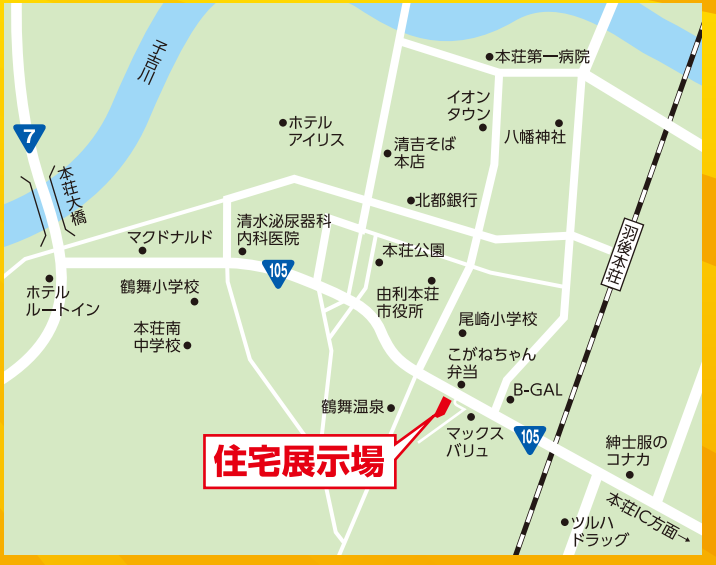 子吉川
本荘第一病院
イオン
タウン
八幡神社
ホテル
アイリス
清吉そば
本店
7
本荘大橋
北都銀行
清水泌尿器科
内科医院
マクドナルド
本荘公園
羽後本荘
105
ホテル
ルートイン
鶴舞小学校
由利本荘
市役所
本荘南
中学校
尾崎小学校
こがねちゃん
弁当
B-GAL
鶴舞温泉
マックス
バリュ
105
住宅展示場
紳士服の
コナカ
本荘IC方面→
ツルハ
ドラッグ